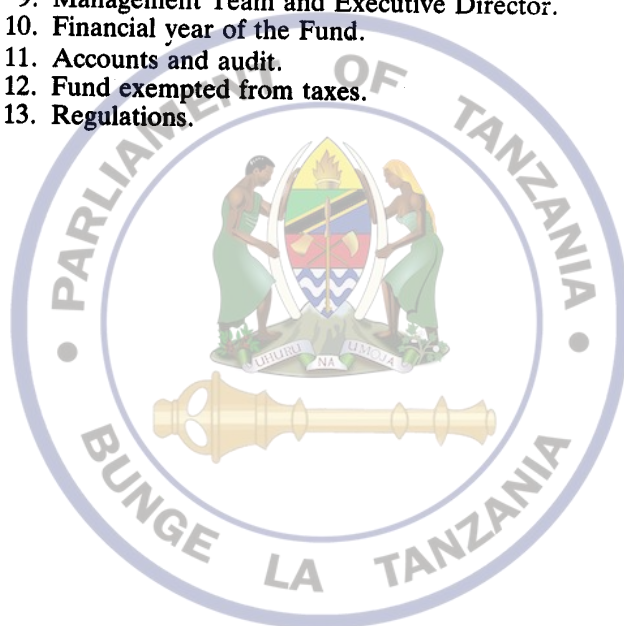 9. Management Team and Executive Director.
10. Financial year of the Fund.
11. Accounts and audit.
12. Fund exempted from taxes.
13. Regulations.
PARLIAMENT OF TANZANIA
UHURU NA UMOJA
BUNGE LA TANZANIA